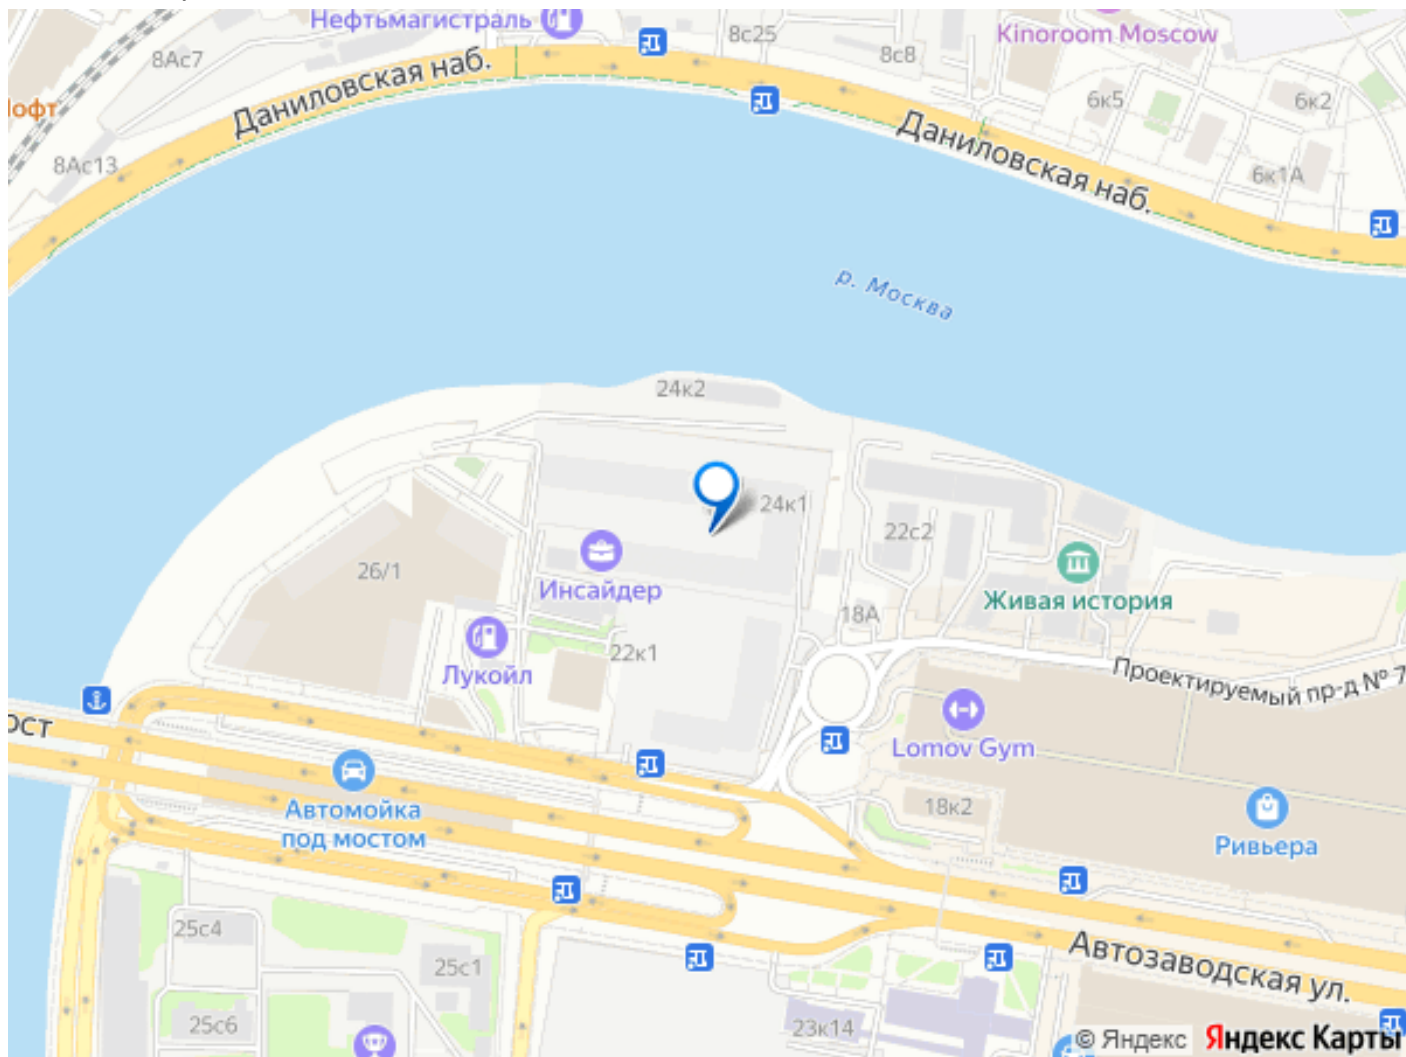 Нефтьмагистраль
8с25
Kinoroom Moscow
8Ас7
8с8
Даниловская наб.
6к5
6к2
Лофт
Даниловская наб.
8Ас13
6к1А
р. Москва
24к2
24к1
22с2
26/1
Инсайдер
Живая история
18А
22к1
Лукойл
Проектируемый пр-д № 7
ост
Lomov Gym
Автомойка
под мостом
18к2
Ривьера
25с4
Автозаводская ул.
25с1
25с6
23к14
© Яндекс Яндекс Карты